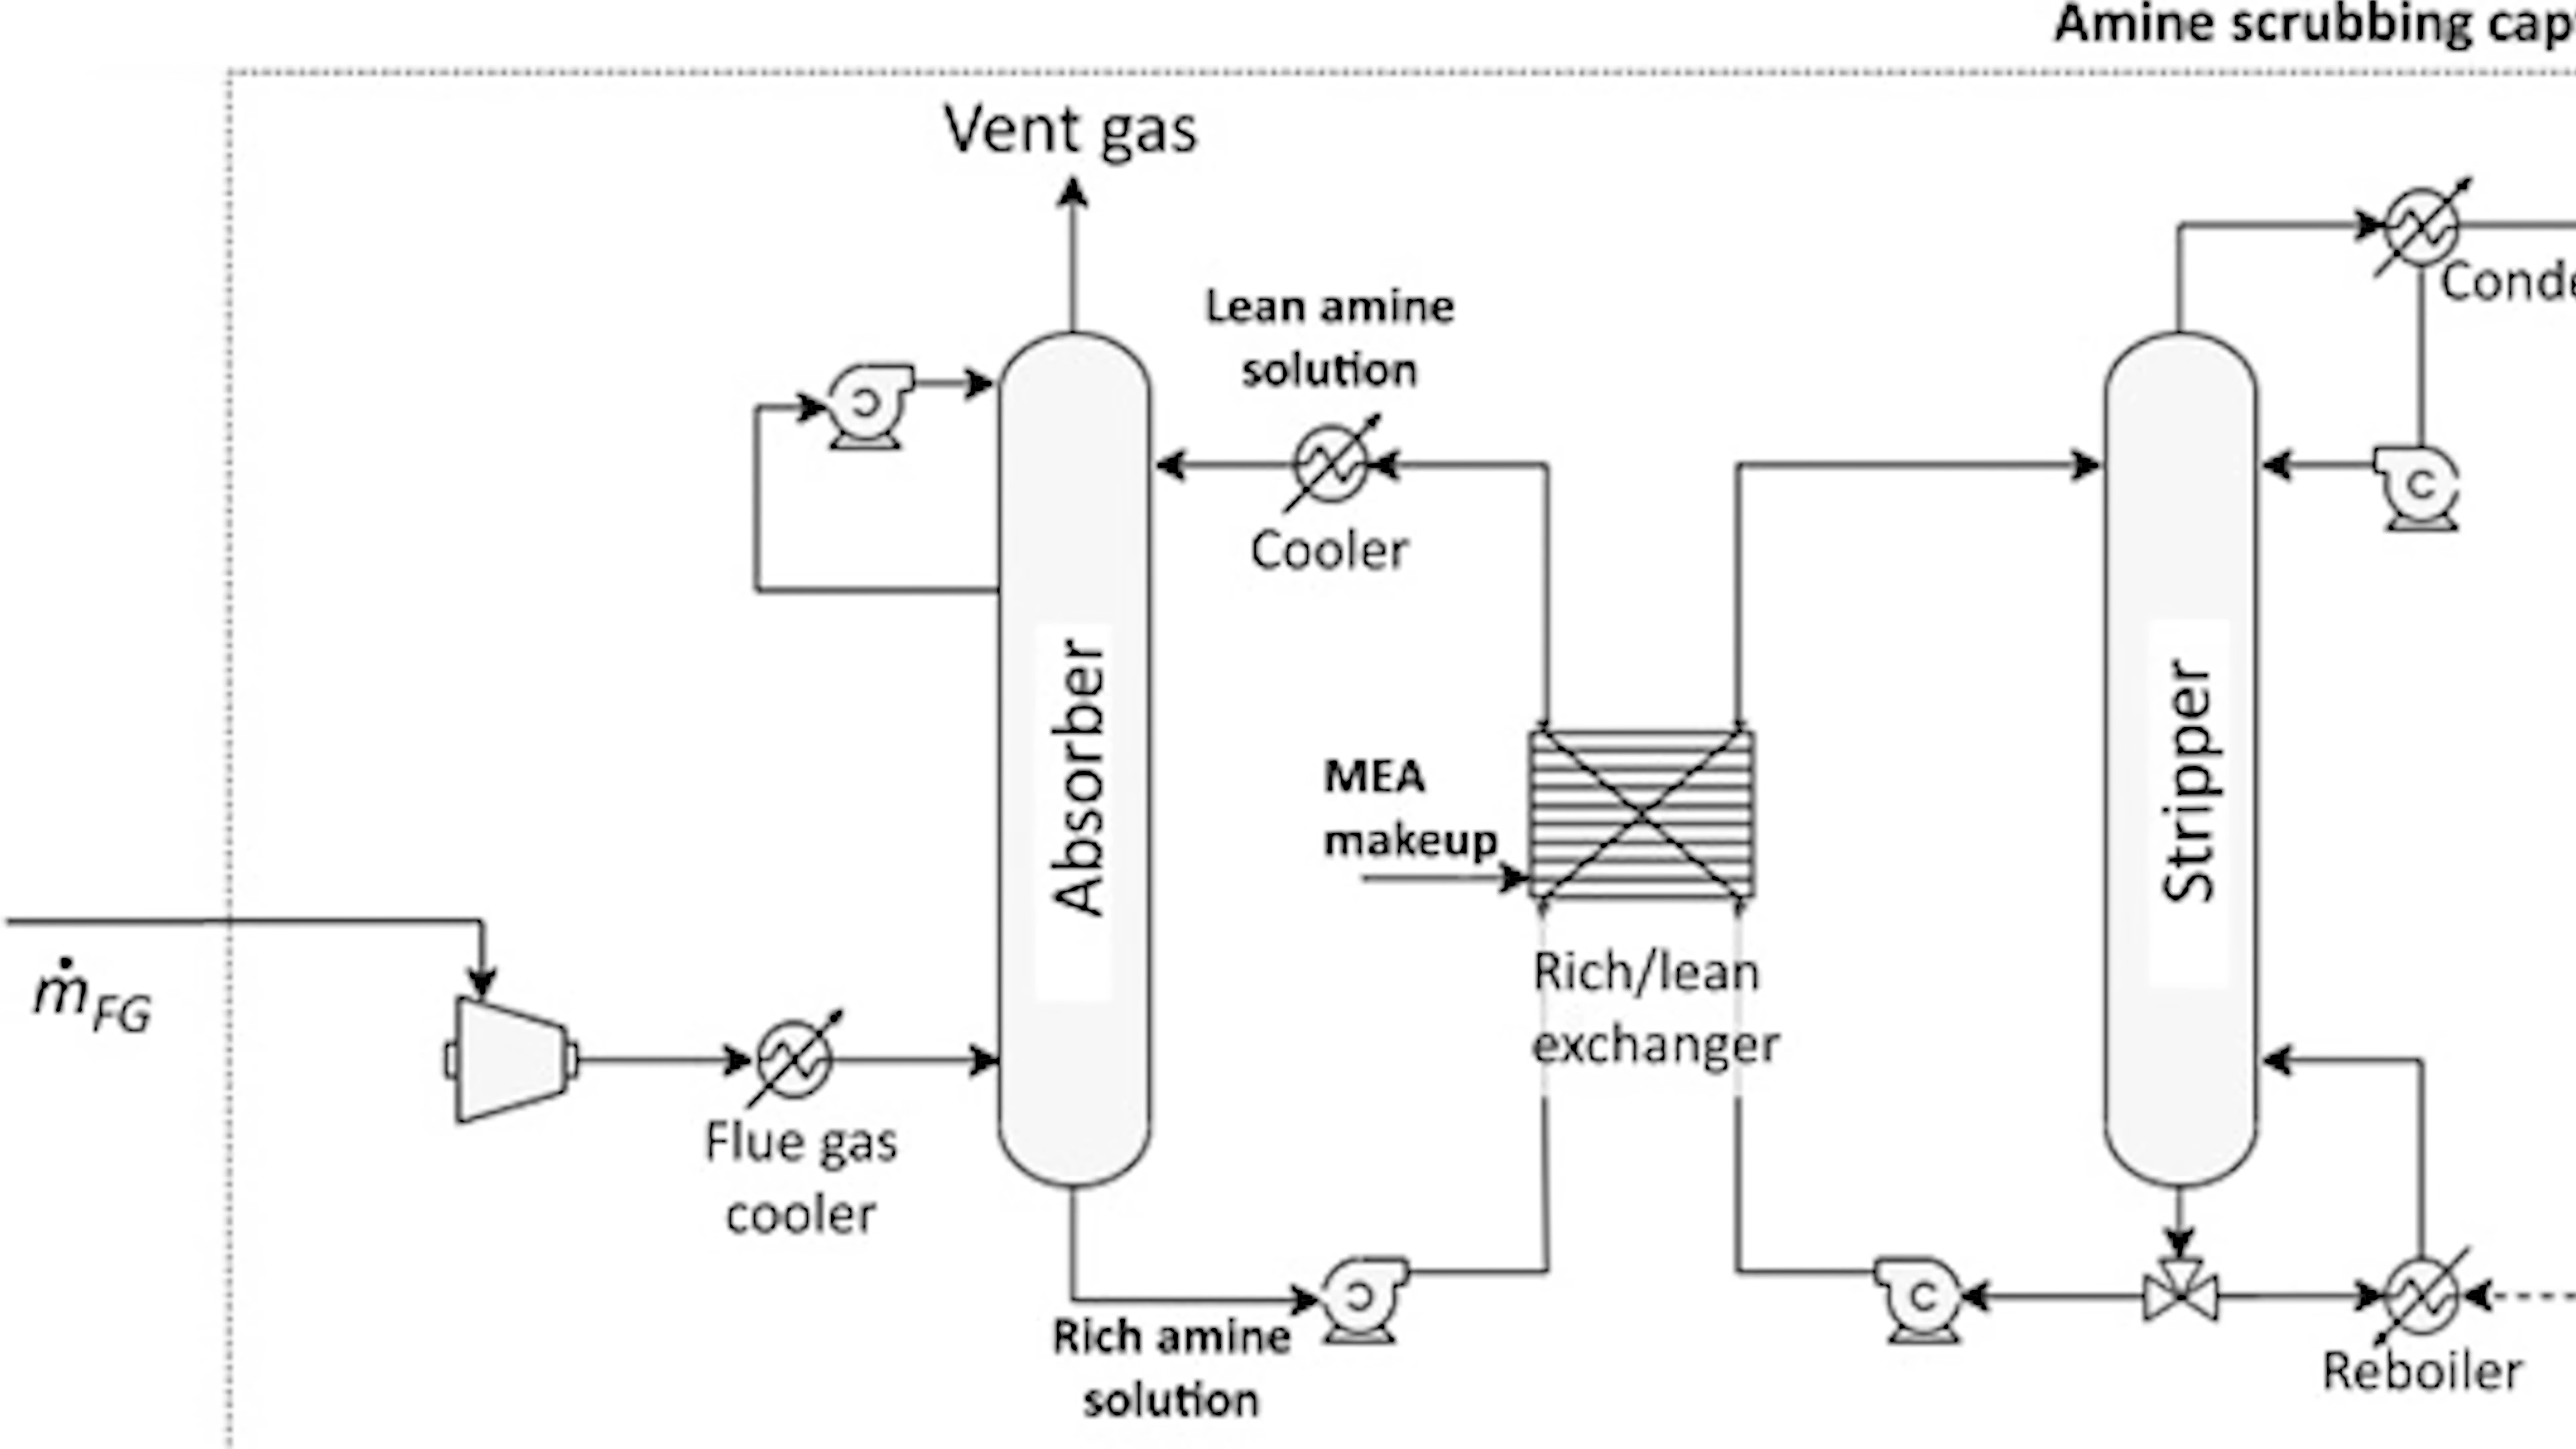 Amine scrubbing cap
Vent gas
Lean amine
solution
Cooler
Absorber
MEA
makeup
Rich/lean
exchanger
Stripper
ṁFG
Flue gas
cooler
Rich amine
solution
Reboiler
C
C
C
C